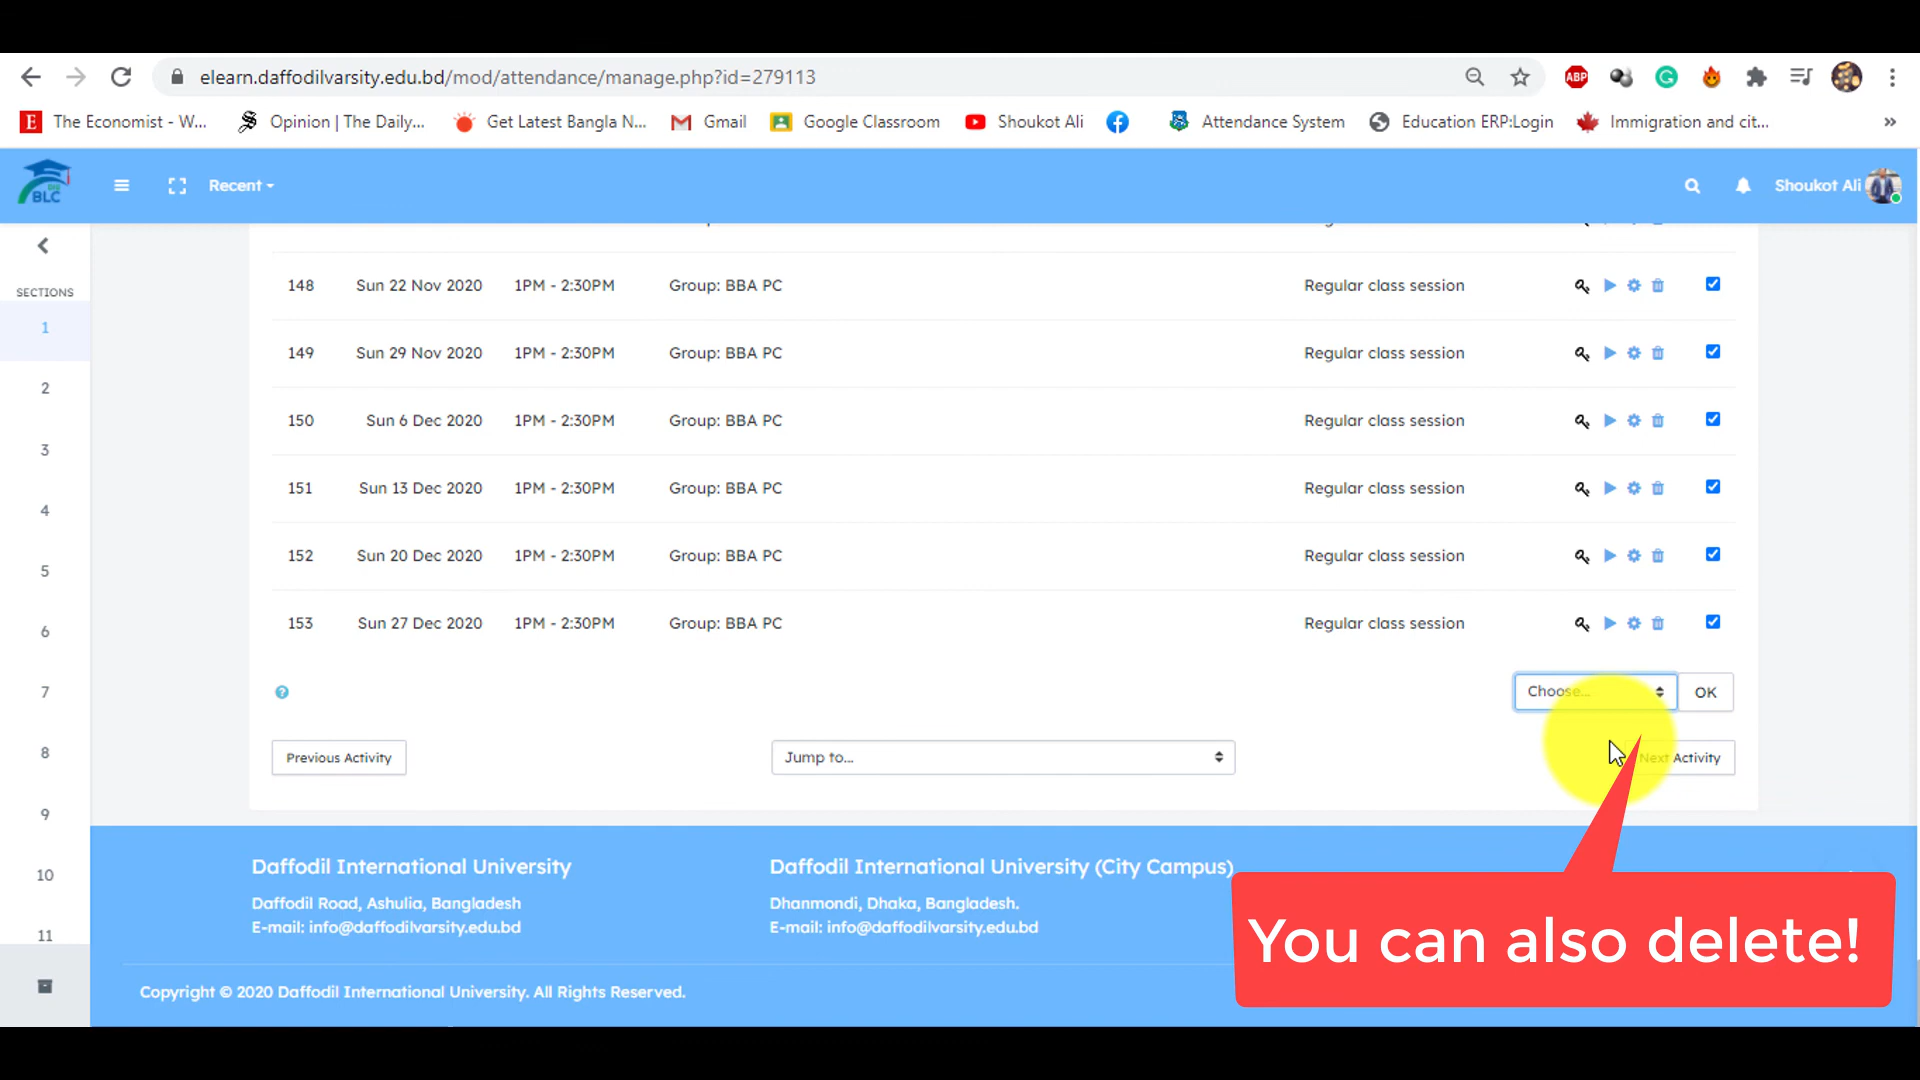 elearn.daffodilvarsity.edu.bd/mod/attendance/manage.php?id=279113
ABP
The Economist - W... Opinion | The Daily... Get Latest Bangla N... Gmail Google Classroom Shoukot Ali Attendance System Education ERP:Login Immigration and cit... »
BLC Recent Shoukot Ali
SECTIONS
148 Sun 22 Nov 2020 1PM - 2:30PM Group: BBA PC Regular class session
1
149 Sun 29 Nov 2020 1PM - 2:30PM Group: BBA PC Regular class session
2
150 Sun 6 Dec 2020 1PM - 2:30PM Group: BBA PC Regular class session
3
151 Sun 13 Dec 2020 1PM - 2:30PM Group: BBA PC Regular class session
4
152 Sun 20 Dec 2020 1PM - 2:30PM Group: BBA PC Regular class session
5
153 Sun 27 Dec 2020 1PM - 2:30PM Group: BBA PC Regular class session
6
7
Choose... OK
8
Previous Activity Jump to... Next Activity
9
10
11
Daffodil International University
Daffodil Road, Ashulia, Bangladesh
E-mail: info@daffodilvarsity.edu.bd
Daffodil International University (City Campus)
Dhanmondi, Dhaka, Bangladesh.
E-mail: info@daffodilvarsity.edu.bd
You can also delete!
Copyright © 2020 Daffodil International University. All Rights Reserved.